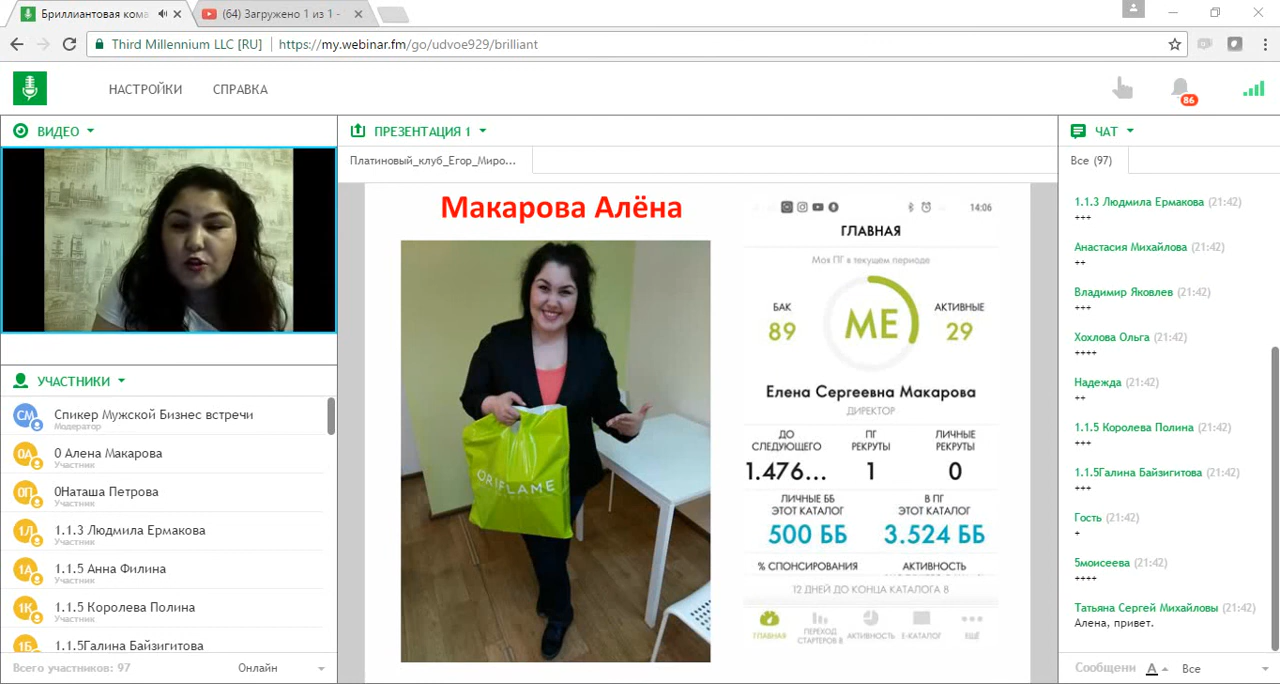 Бриллиантовая кома
(64) Загружено 1 из 1 -
Third Millennium LLC [RU]
https://my.webinar.fm/go/udvoe929/brilliant
НАСТРОЙКИ
СПРАВКА
86
ВИДЕО
УЧАСТНИКИ
СМ
Спикер Мужской Бизнес встречи
Модератор
0А
0 Алена Макарова
Участник
0П
0Наташа Петрова
Участник
1Л
1.1.3 Людмила Ермакова
Участник
1А
1.1.5 Анна Филина
Участник
1К
1.1.5 Королева Полина
Участник
1Б
1.1.5Галина Байзигитова
Всего участников: 97
Онлайн
ПРЕЗЕНТАЦИЯ 1
Платиновый_клуб_Егор_Миро...
Макарова Алёна
ORIFLAME
14:06
ГЛАВНАЯ
Моя ПГ в текущем периоде
БАК
89
МЕ
АКТИВНЫЕ
29
Елена Сергеевна Макарова
ДИРЕКТОР
ДО СЛЕДУЮЩЕГО
1.476...
ПГ РЕКРУТЫ
1
ЛИЧНЫЕ РЕКРУТЫ
0
ЛИЧНЫЕ ББ ЭТОТ КАТАЛОГ
500 ББ
В ПГ ЭТОТ КАТАЛОГ
3.524 ББ
% СПОНСИРОВАНИЯ
АКТИВНОСТЬ
12 ДНЕЙ ДО КОНЦА КАТАЛОГА 8
ГЛАВНАЯ
ПЕРЕХОД СТАРТЕРОВ 8
АКТИВНОСТЬ
Е-КАТАЛОГ
ЕЩЁ
ЧАТ
Все (97)
1.1.3 Людмила Ермакова (21:42)
+++
Анастасия Михайлова (21:42)
++
Владимир Яковлев (21:42)
+++
Хохлова Ольга (21:42)
++++
Надежда (21:42)
++
1.1.5 Королева Полина (21:42)
+++
1.1.5Галина Байзигитова (21:42)
+++
Гость (21:42)
+
5моисеева (21:42)
++++
Татьяна Сергей Михайловы (21:42)
Алена, привет.
Сообщени
А
Все